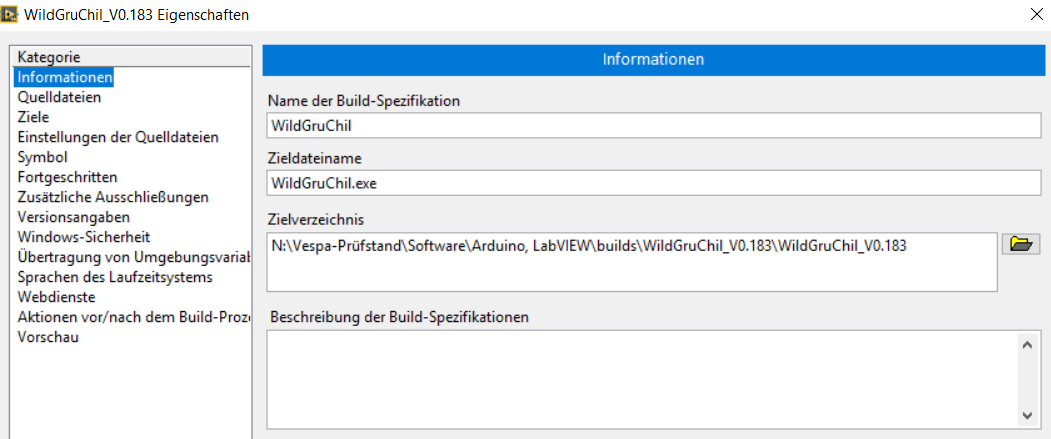 WildGruChil_V0.183 Eigenschaften
Kategorie
Informationen
Quelldateien
Ziele
Einstellungen der Quelldateien
Symbol
Fortgeschritten
Zusätzliche Ausschließungen
Versionsangaben
Windows-Sicherheit
Übertragung von Umgebungsvariab
Sprachen des Laufzeitsystems
Webdienste
Aktionen vor/nach dem Build-Proz
Vorschau
Informationen
Name der Build-Spezifikation
WildGruChil
Zieldateiname
WildGruChil.exe
Zielverzeichnis
N:\Vespa-Prüfstand\Software\Arduino, LabVIEW\builds\WildGruChil_V0.183\WildGruChil_V0.183
Beschreibung der Build-Spezifikationen